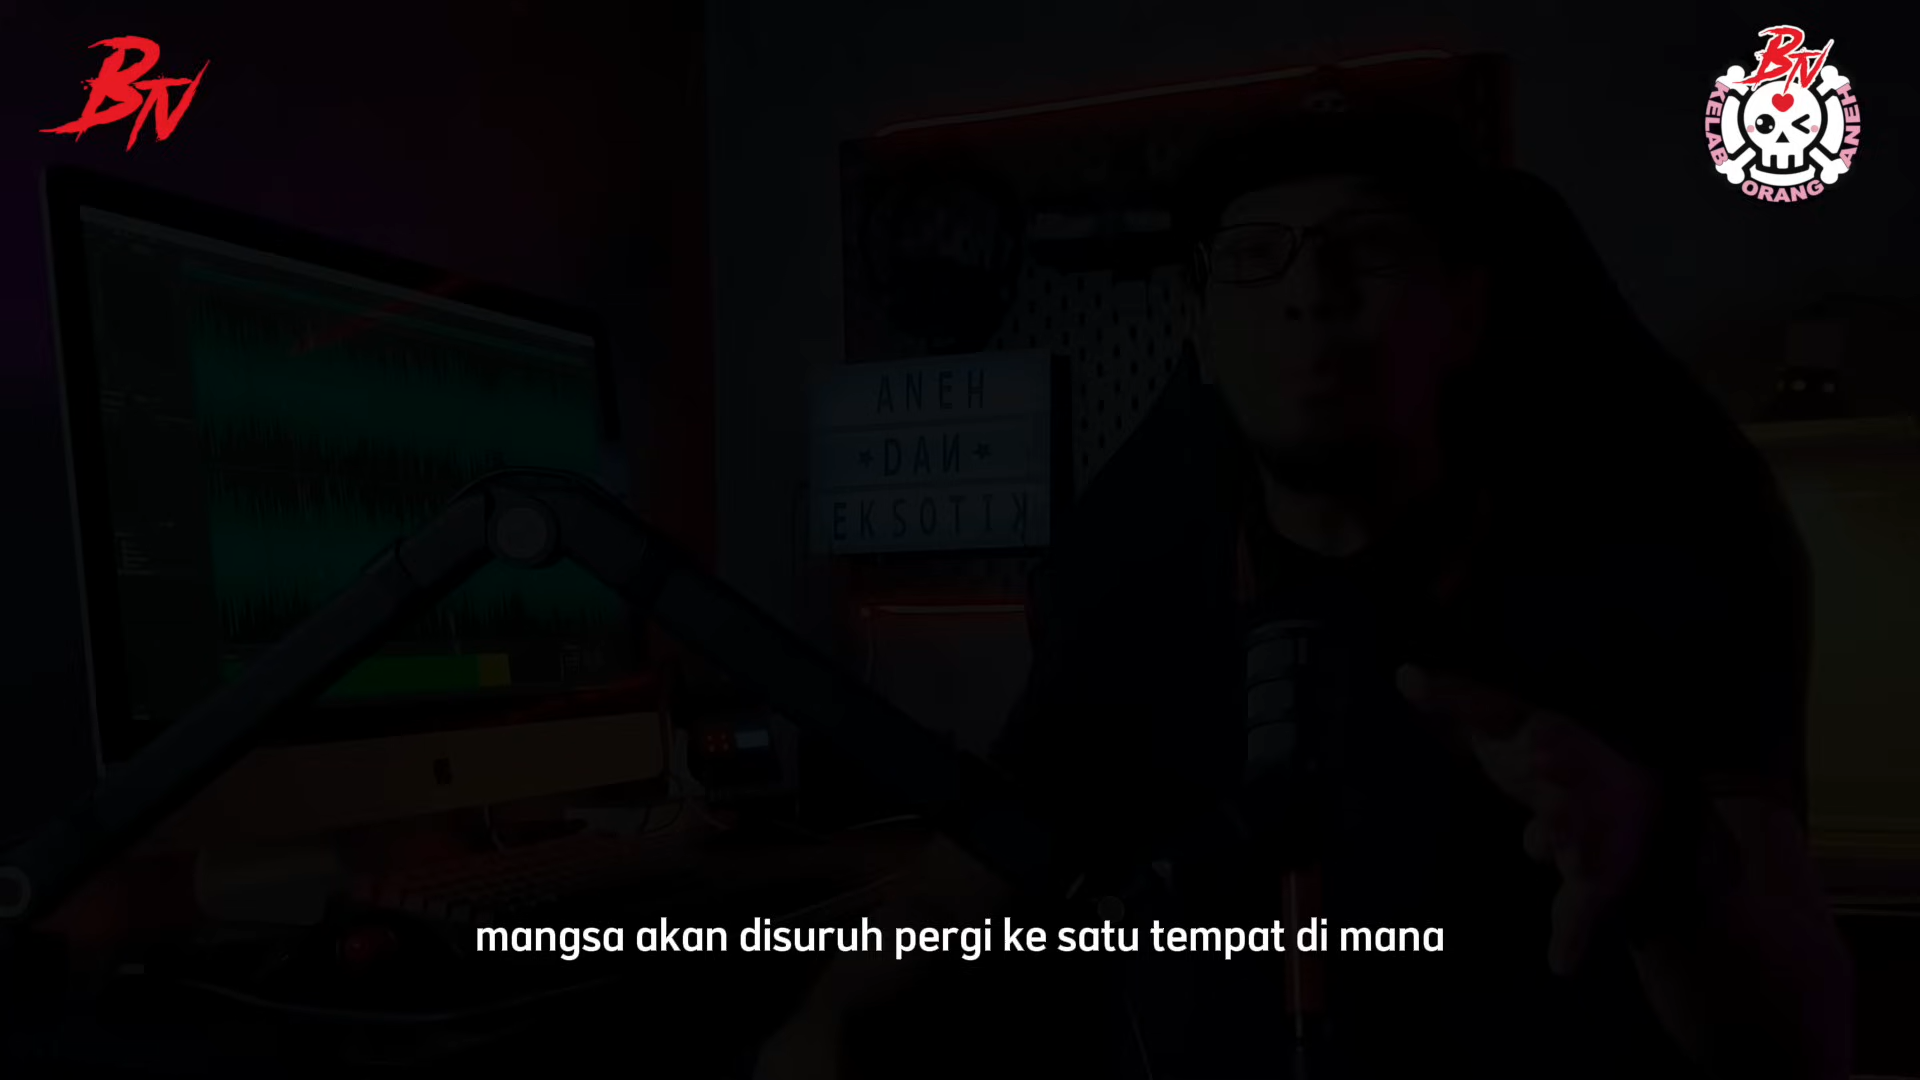 BN
BN
KELAB ORANG ANEH
ANEH
DAN
EKSOTIK
mangsa akan disuruh pergi ke satu tempat di mana